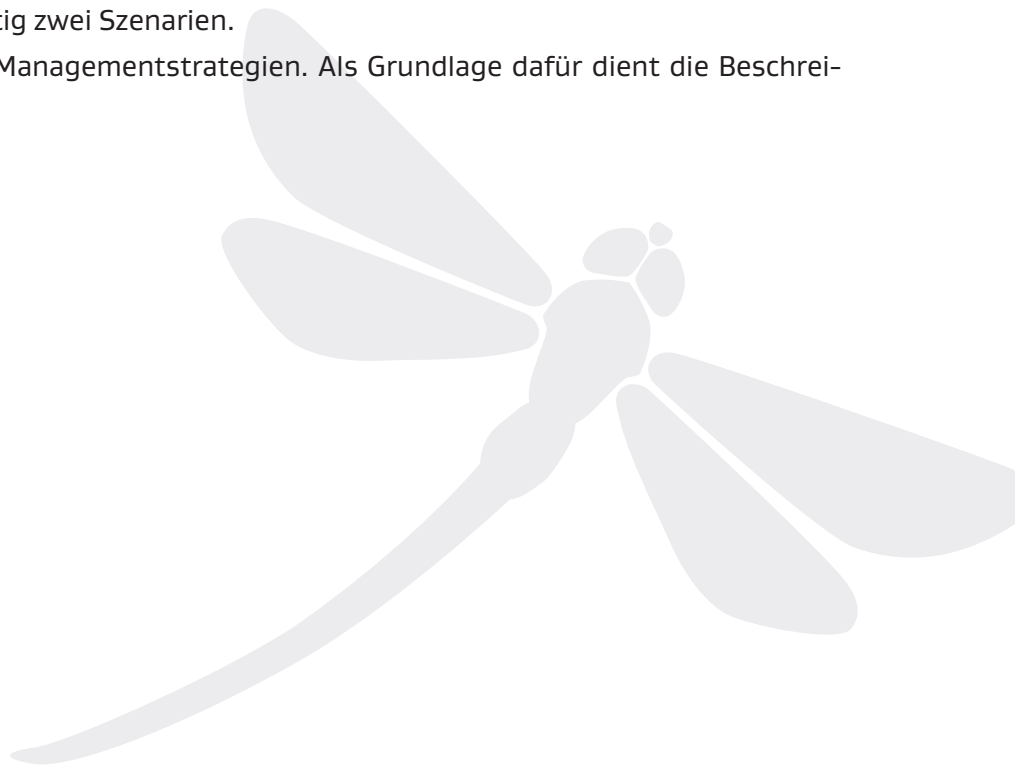 tig zwei Szenarien.
Managementstrategien. Als Grundlage dafür dient die Beschrei-